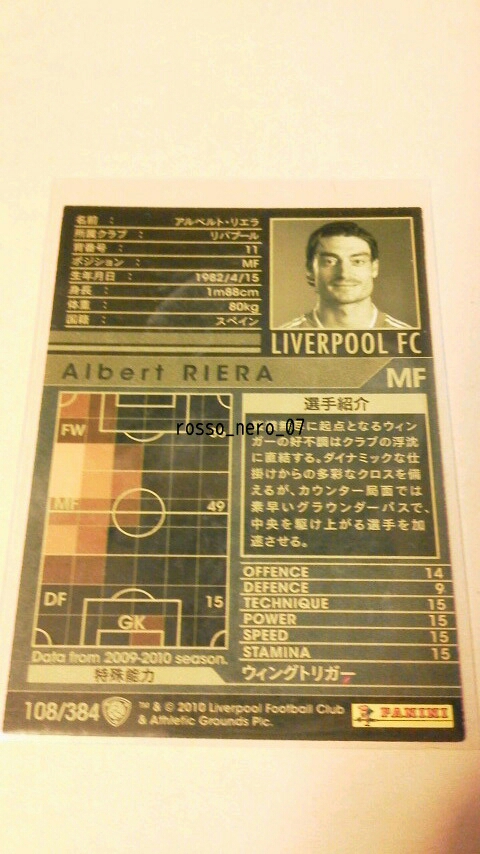 名前 : アルベルト・リエラ
所属クラブ : リバプール
背番号 : 11
ポジション : MF
生年月日 : 1982/4/15
身長 : 1m88cm
体重 : 80kg
国籍 : スペイン
LIVERPOOL FC
Albert RIERA
MF
選手紹介
起点となるウィン
ガーの好不調はクラブの浮沈
に直結する。ダイナミックな仕
掛けからの多彩なクロスを備
えるが、カウンター局面では
素早いグラウンダーパスで、
中央を駆け上がる選手を加
速させる。
rosso_nero_07
FW
MF 49
DF 15
GK
Data from 2009-2010 season.
OFFENCE 14
DEFENCE 9
TECHNIQUE 15
POWER 15
SPEED 15
STAMINA 15
特殊能力
ウィングトリガー
108/384
™ & © 2010 Liverpool Football Club
& Athletic Grounds Plc.
PANINI